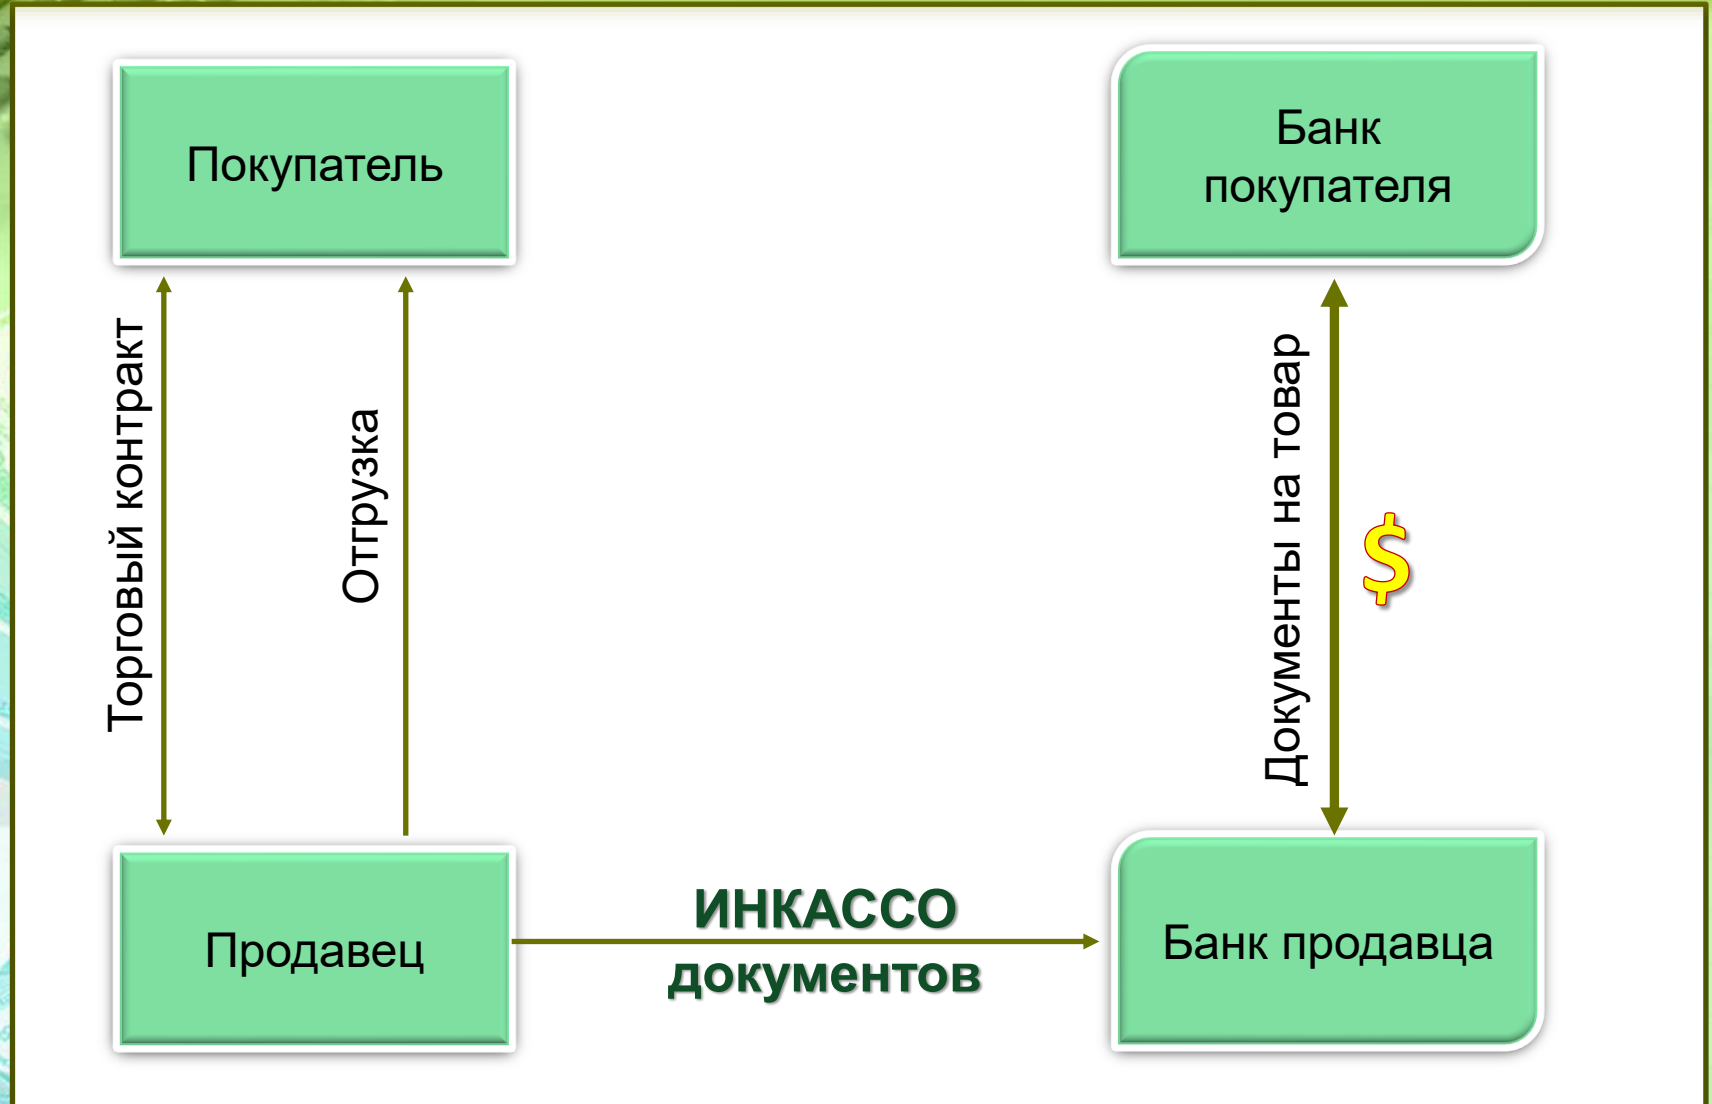 Покупатель
Банк
покупателя
Торговый контракт
Отгрузка
Документы на товар
$
ИНКАССО
документов
Продавец
Банк продавца